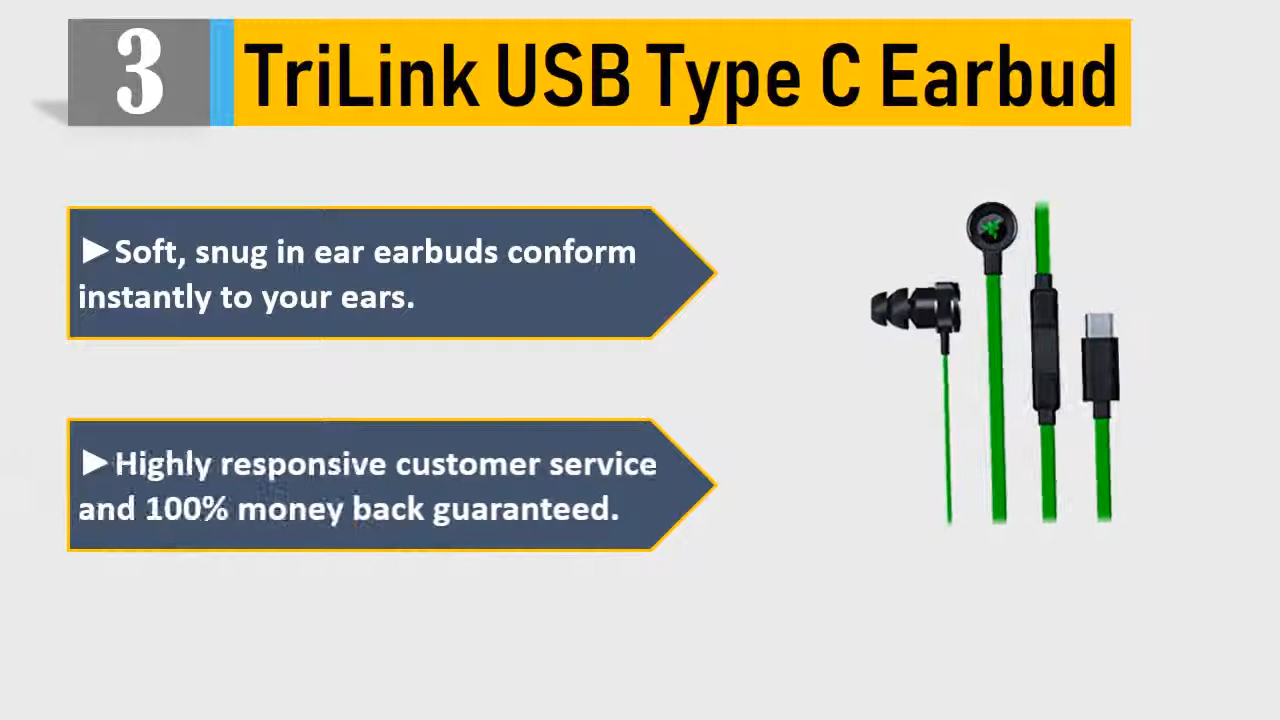 3 TriLink USB Type C Earbud
►Soft, snug in ear earbuds conform
instantly to your ears.
►Highly responsive customer service
and 100% money back guaranteed.